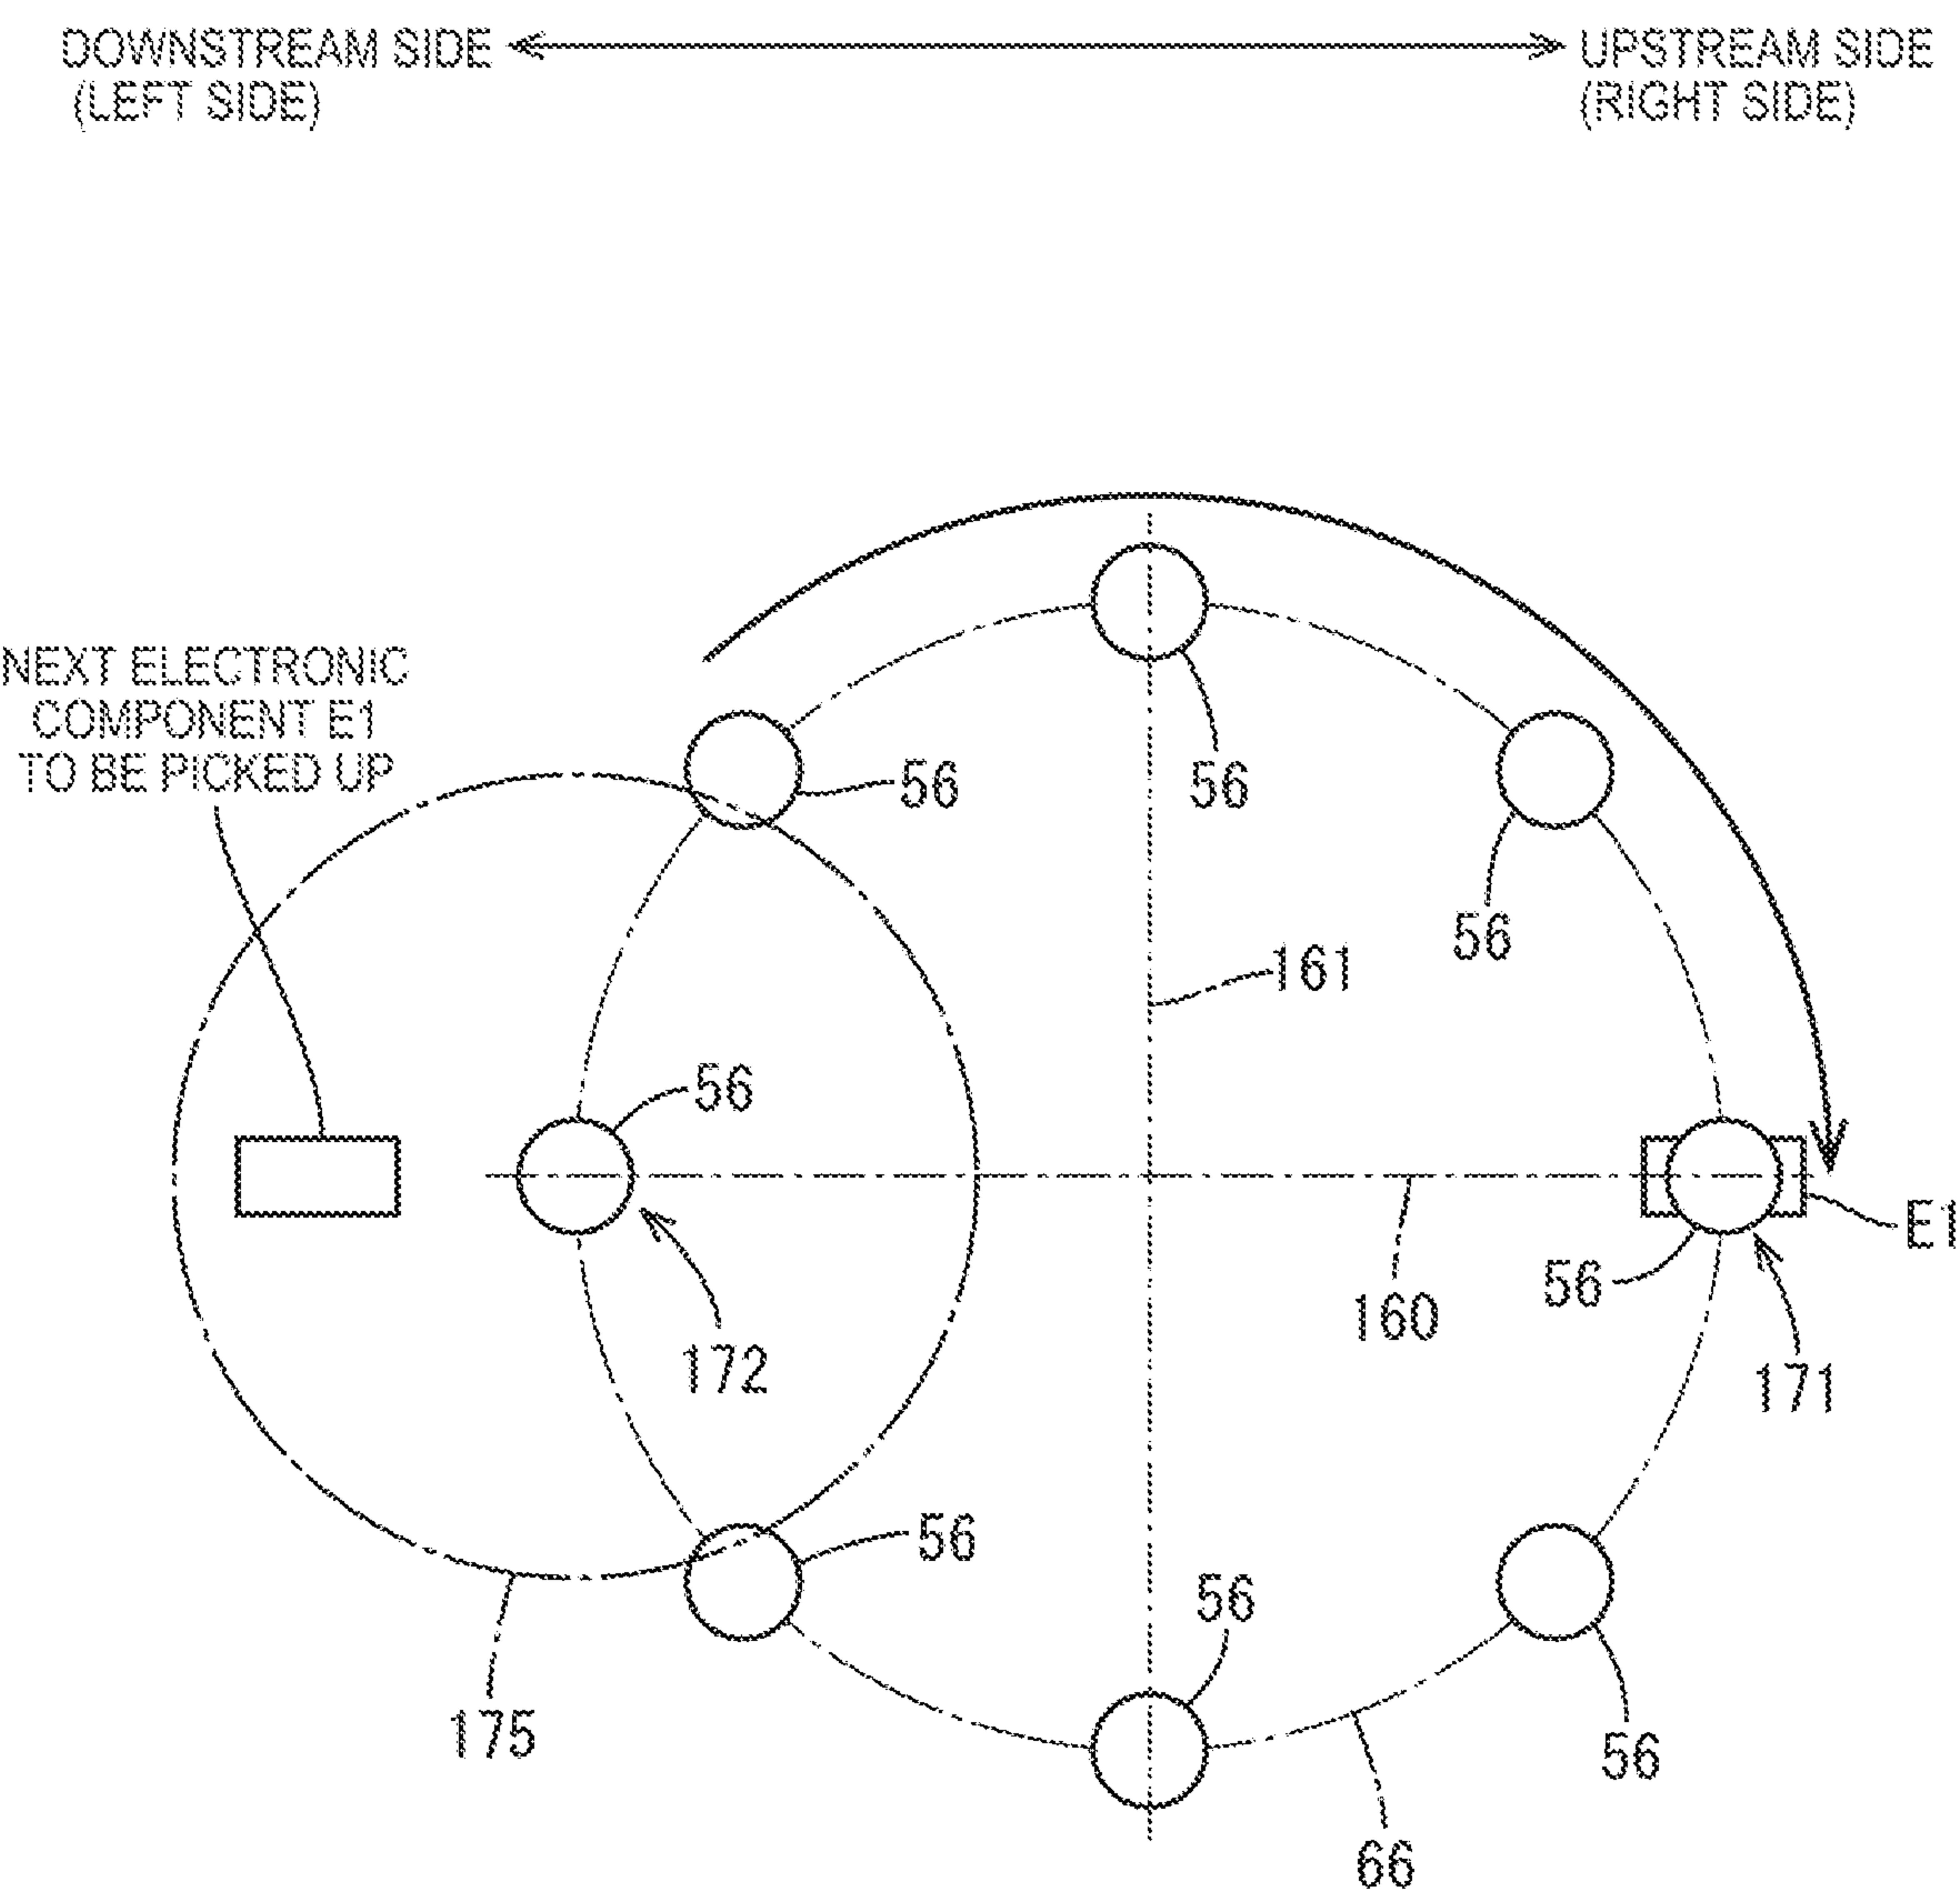 DOWNSTREAM SIDE
(LEFT SIDE)
UPSTREAM SIDE
(RIGHT SIDE)
NEXT ELECTRONIC
COMPONENT E1
TO BE PICKED UP
56
56
56
161
56
E1
56
160
172
171
56
56
175
56
66